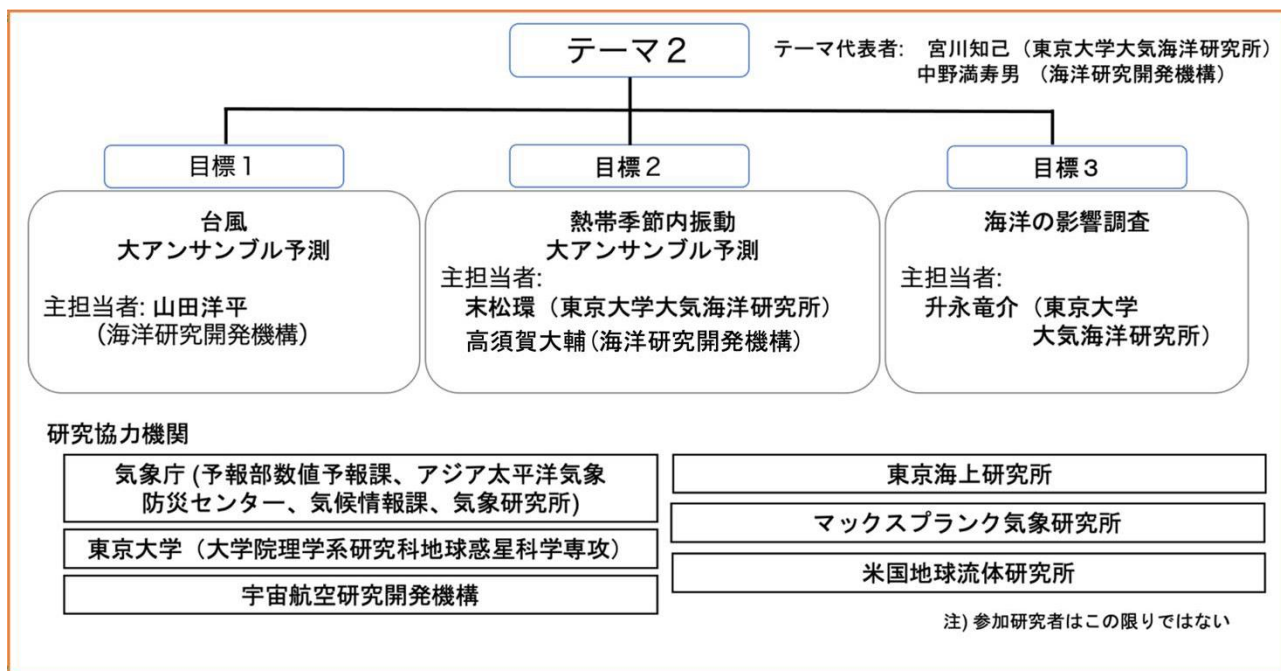 テーマ２
テーマ代表者: 宮川知己（東京大学大気海洋研究所）
中野満寿男 （海洋研究開発機構）
目標１
台風
大アンサンブル予測
主担当者: 山田洋平
（海洋研究開発機構）
目標２
熱帯季節内振動
大アンサンブル予測
主担当者:
末松環（東京大学大気海洋研究所）
高須賀大輔(海洋研究開発機構)
目標３
海洋の影響調査
主担当者:
升永竜介（東京大学
大気海洋研究所）
研究協力機関
気象庁 (予報部数値予報課、アジア太平洋気象
防災センター、気候情報課、気象研究所)
東京大学（大学院理学系研究科地球惑星科学専攻）
宇宙航空研究開発機構
東京海上研究所
マックスプランク気象研究所
米国地球流体研究所
注) 参加研究者はこの限りではない